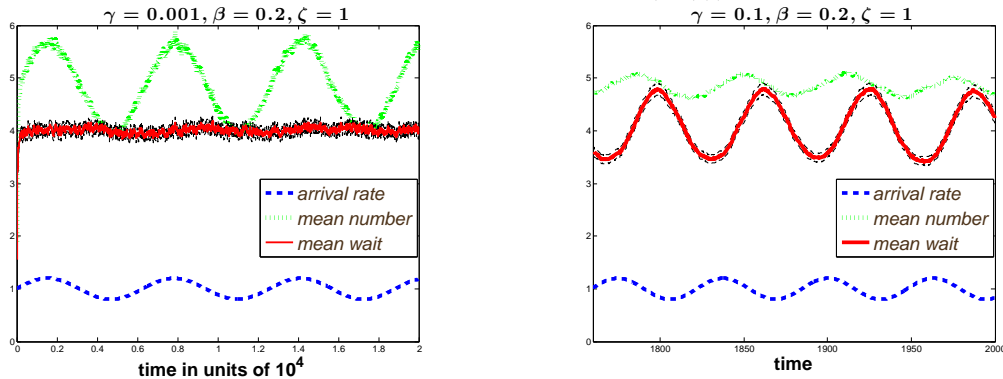 γ = 0.001, β = 0.2, ζ = 1
6
5
4
3
2
1
0
0 0.2 0.4 0.6 0.8 1 1.2 1.4 1.6 1.8 2
time in units of 10^4
arrival rate
mean number
mean wait
γ = 0.1, β = 0.2, ζ = 1
6
5
4
3
2
1
0
1800 1850 1900 1950 2000
time
arrival rate
mean number
mean wait